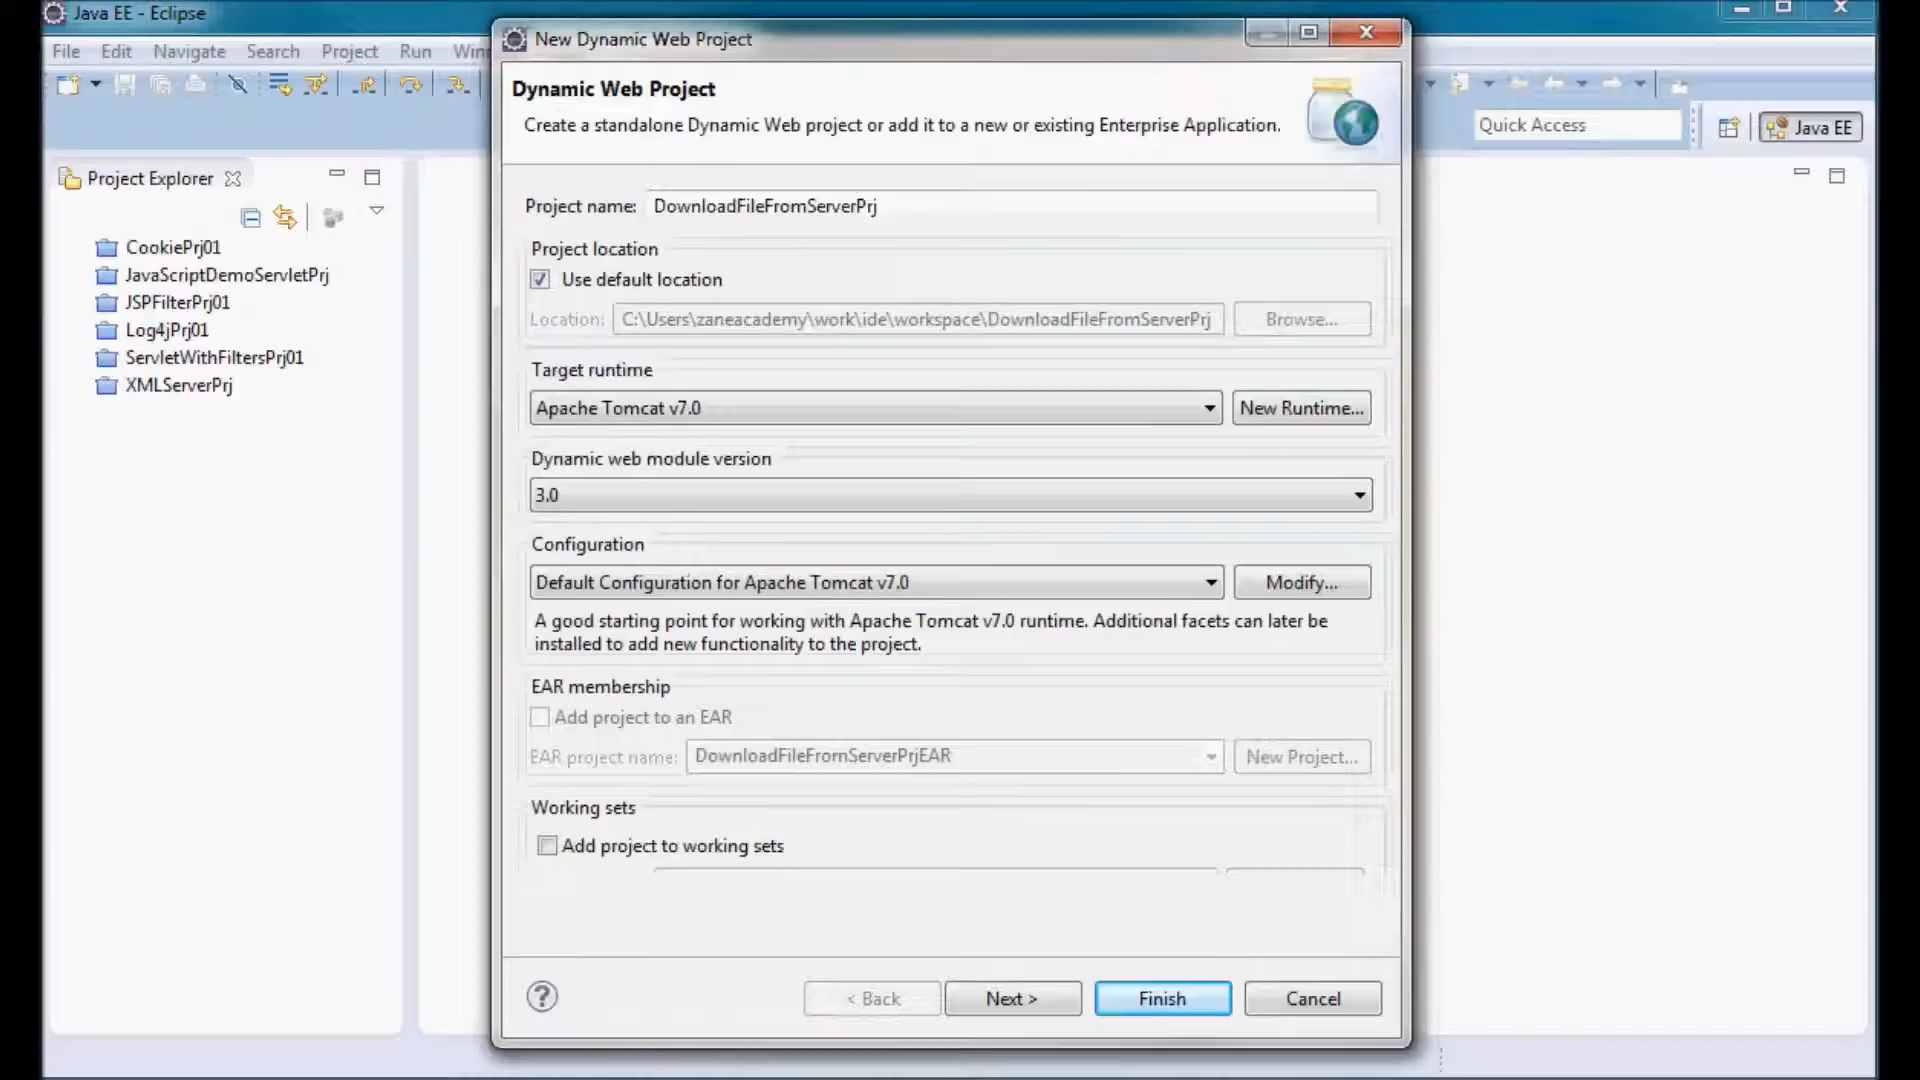 Java EE - Eclipse
File Edit Navigate Search Project Run
New Dynamic Web Project
Dynamic Web Project
Create a standalone Dynamic Web project or add it to a new or existing Enterprise Application.
Quick Access
Java EE
Project Explorer
CookiePrj01
JavaScriptDemoServletPrj
JSPFilterPrj01
Log4jPrj01
ServletWithFiltersPrj01
XMLServerPrj
Project name: DownloadFileFromServerPrj
Project location
Use default location
Location: C:\Users\zaneacademy\work\ide\workspace\DownloadFileFromServerPrj Browse...
Target runtime
Apache Tomcat v7.0 New Runtime...
Dynamic web module version
3.0
Configuration
Default Configuration for Apache Tomcat v7.0 Modify...
A good starting point for working with Apache Tomcat v7.0 runtime. Additional facets can later be
installed to add new functionality to the project.
EAR membership
Add project to an EAR
EAR project name: DownloadFileFromServerPrjEAR New Project...
Working sets
Add project to working sets
? < Back Next > Finish Cancel